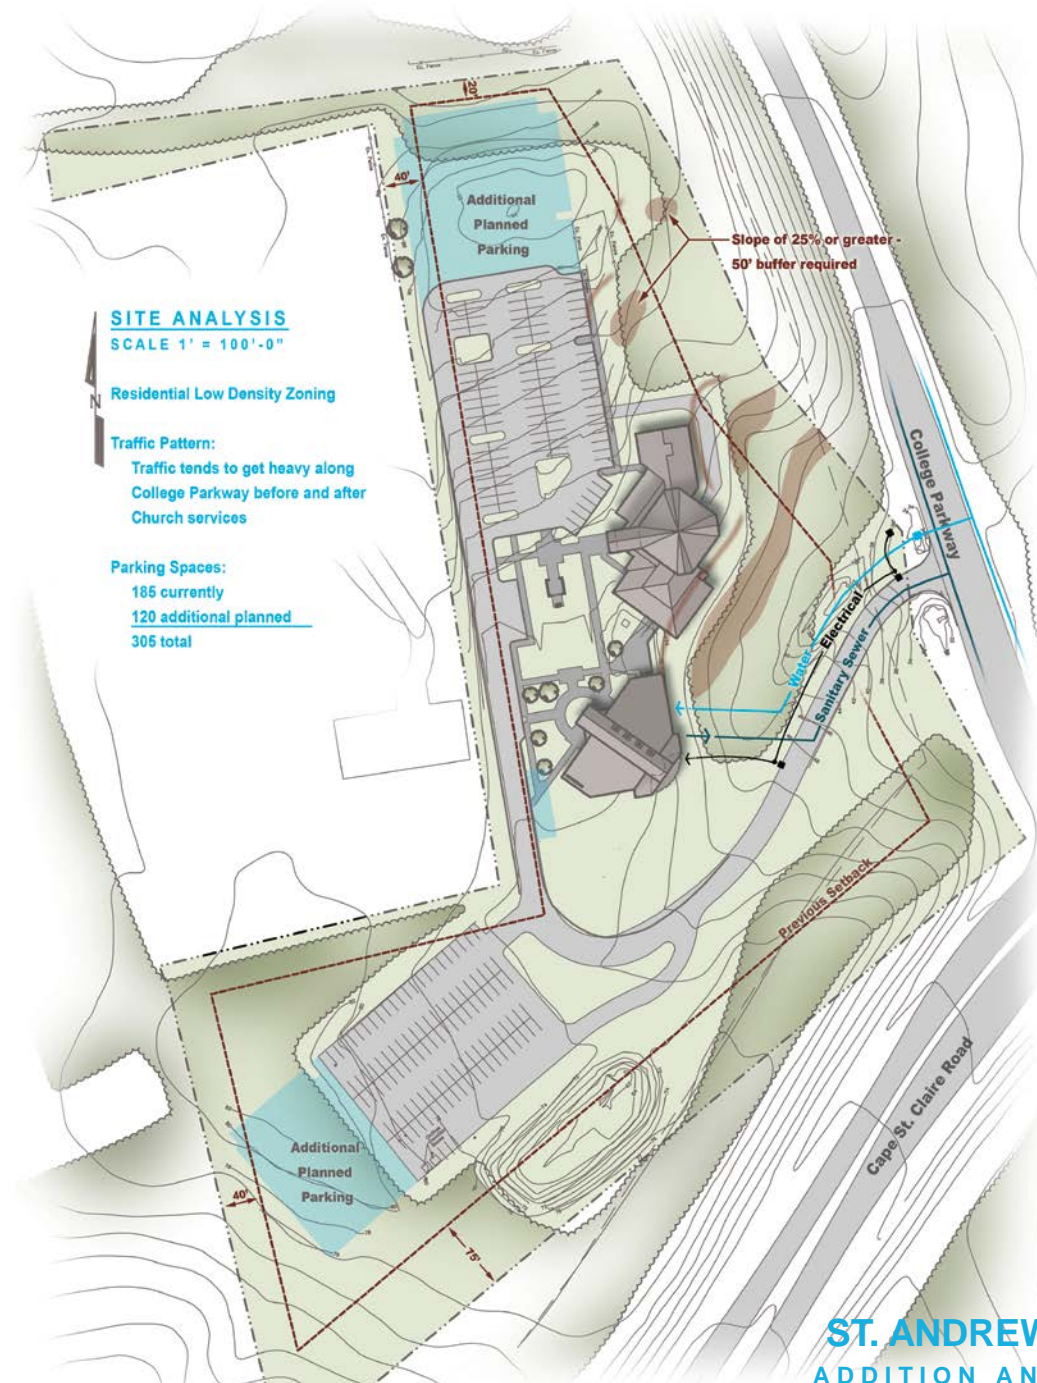 20'
40'
Additional
Planned
Parking
Slope of 25% or greater -
50' buffer required
SITE ANALYSIS
SCALE 1' = 100'-0"
N
Residential Low Density Zoning
Traffic Pattern:
Traffic tends to get heavy along
College Parkway before and after
Church services
Parking Spaces:
185 currently
120 additional planned
305 total
College Parkway
Water
Electrical
Sanitary Sewer
Previous Setback
Cape St. Claire Road
Additional
Planned
Parking
40'
75'
ST. ANDREW
ADDITION AN